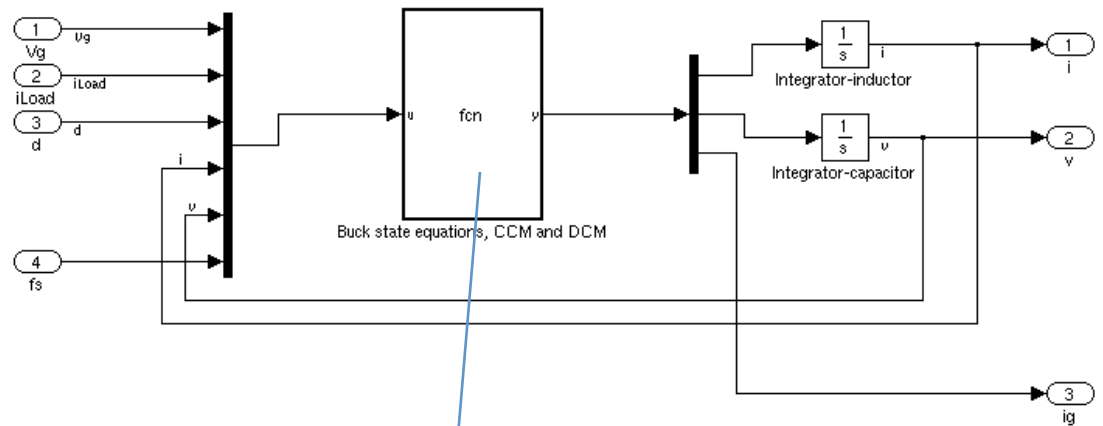 1
Vg
Vg
2
iLoad
iLoad
3
d
d
i
v
4
fs
u
fcn
y
Buck state equations, CCM and DCM
1
s
i
Integrator-inductor
1
s
v
Integrator-capacitor
1
i
2
v
3
ig